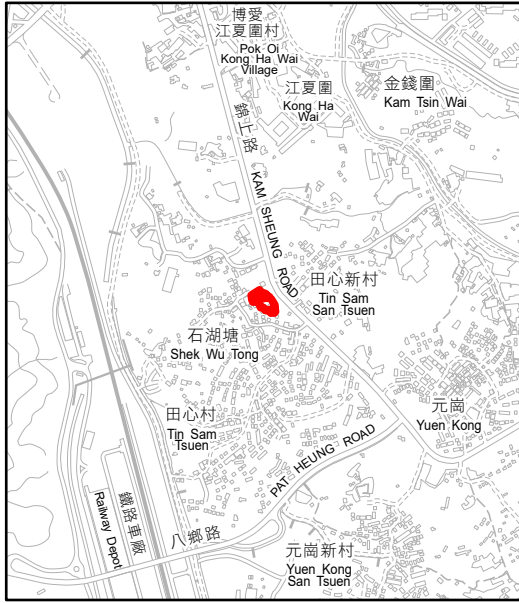 博愛
江夏圍村
Pok Oi
Kong Ha Wai
Village
江夏圍
Kong Ha
Wai
金錢圍
Kam Tsin Wai
錦上路
KAM SHEUNG ROAD
田心新村
Tin Sam
San Tsuen
石湖塘
Shek Wu Tong
田心村
Tin Sam
Tsuen
元崗
Yuen Kong
PAT HEUNG ROAD
八鄉路
鐵路車廠
Railway Depot
元崗新村
Yuen Kong
San Tsuen